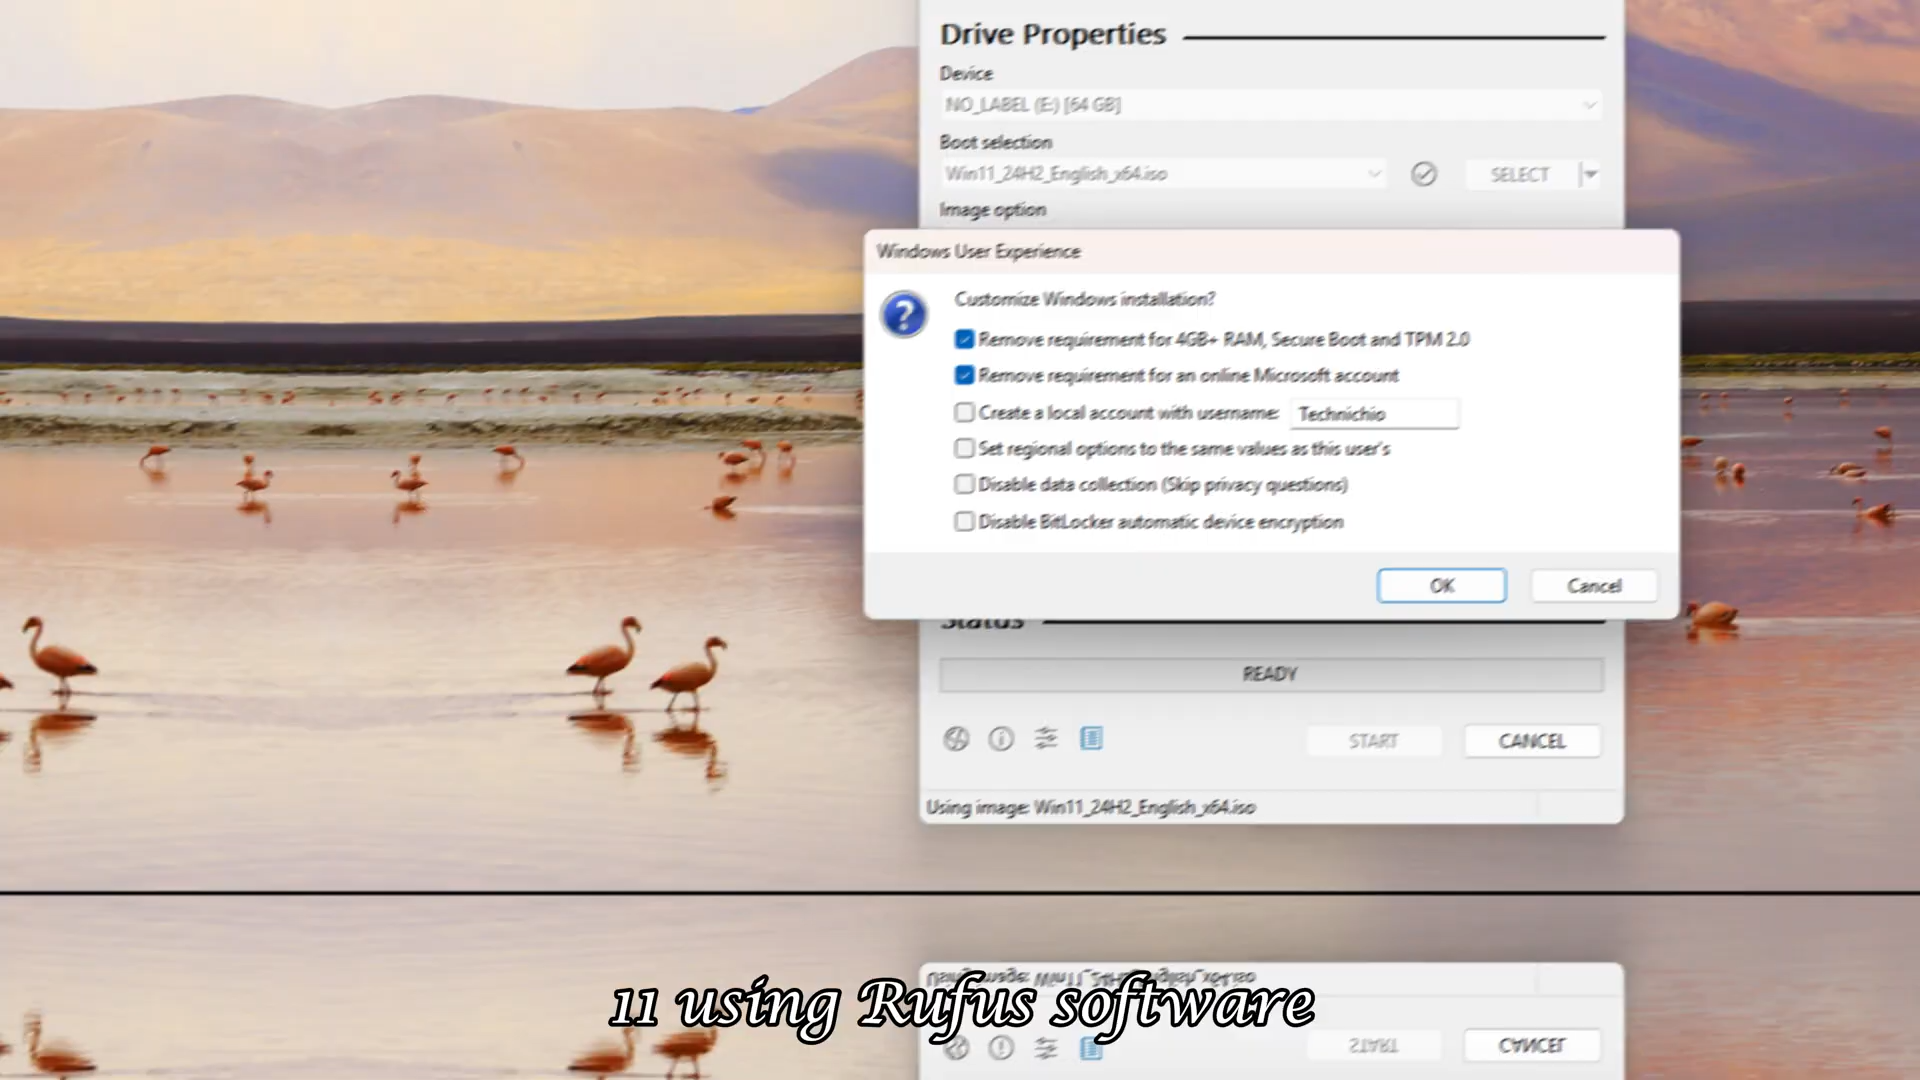 Drive Properties
Device
NO_LABEL (E:) [64 GB]
Boot selection
Win11_24H2_English_x64.iso
SELECT
Image option
Windows User Experience
Customize Windows installation?
Remove requirement for 4GB+ RAM, Secure Boot and TPM 2.0
Remove requirement for an online Microsoft account
Create a local account with username: Technichio
Set regional options to the same values as this user's
Disable data collection (Skip privacy questions)
Disable BitLocker automatic device encryption
OK Cancel
Status
READY
START CANCEL
Using image: Win11_24H2_English_x64.iso
11 using Rufus software
START CANCEL